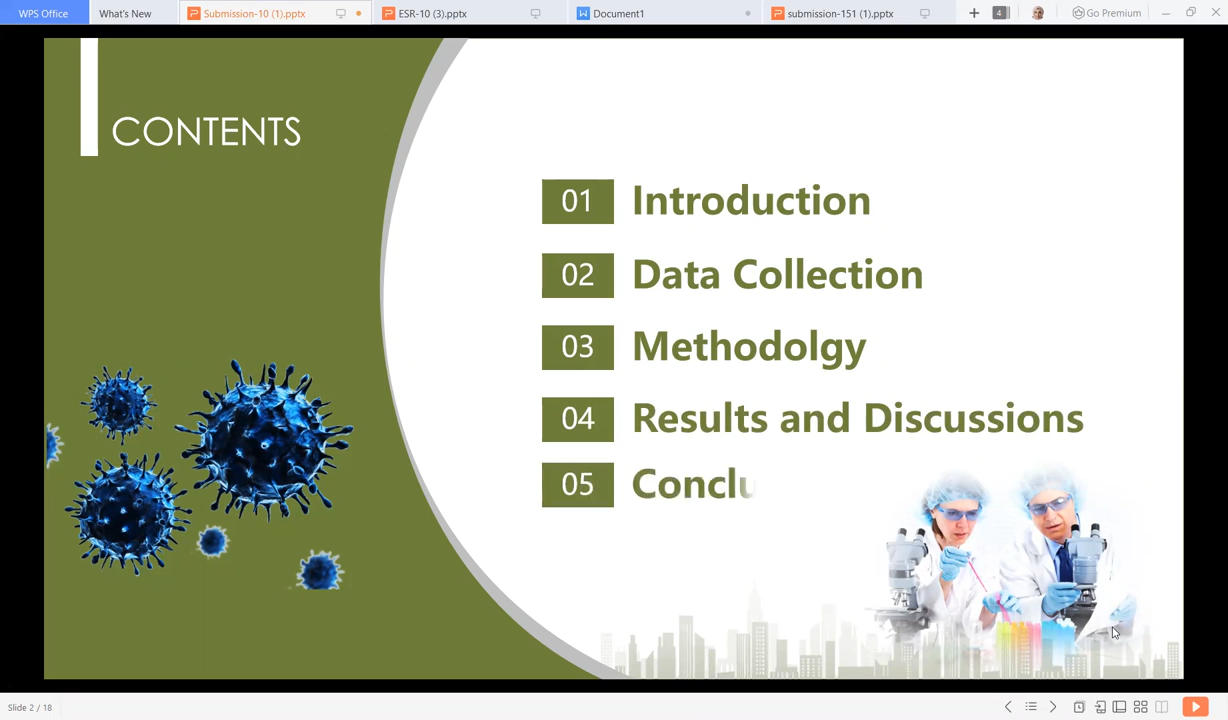 WPS Office
What's New
Submission-10 (1).pptx
ESR-10 (3).pptx
Document1
submission-151 (1).pptx
4
Go Premium
CONTENTS
01 Introduction
02 Data Collection
03 Methodolgy
04 Results and Discussions
05 Conclu
Slide 2 / 18